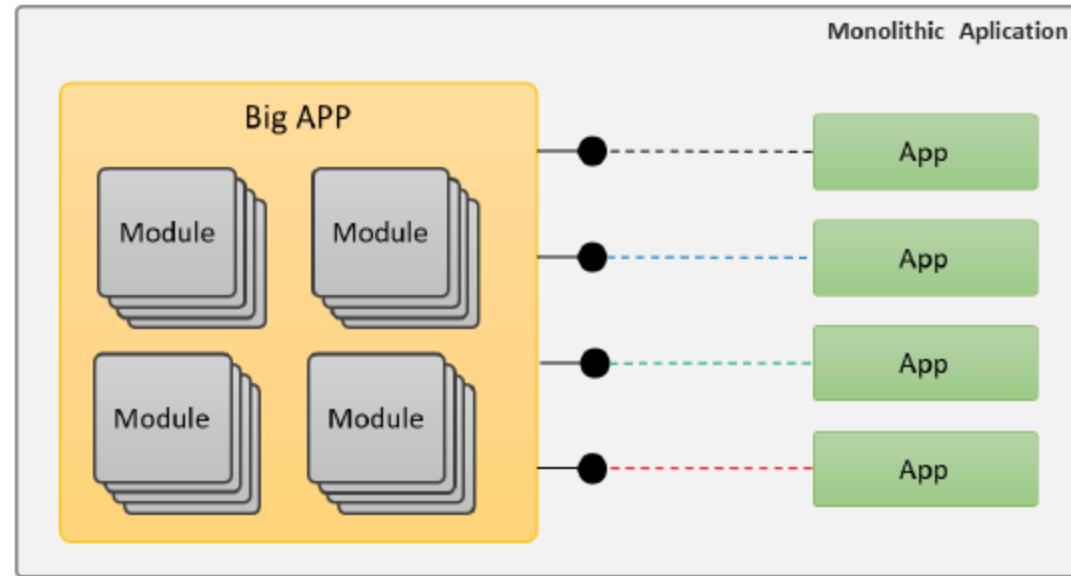 Monolithic Aplication
Big APP
Module Module
Module Module
App
App
App
App